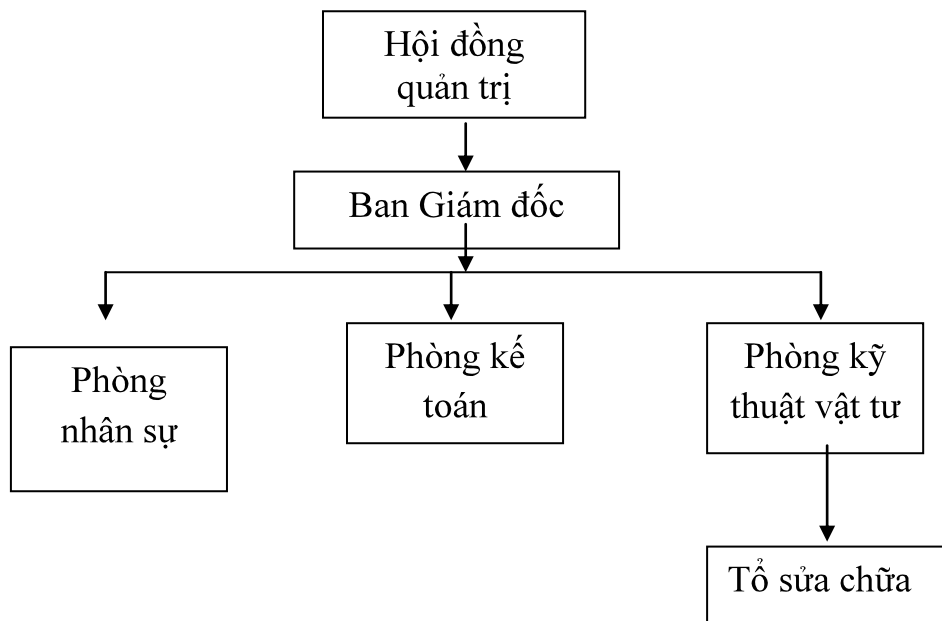 Hội đồng
quản trị
Ban Giám đốc
Phòng
nhân sự
Phòng kế
toán
Phòng kỹ
thuật vật tư
Tổ sửa chữa